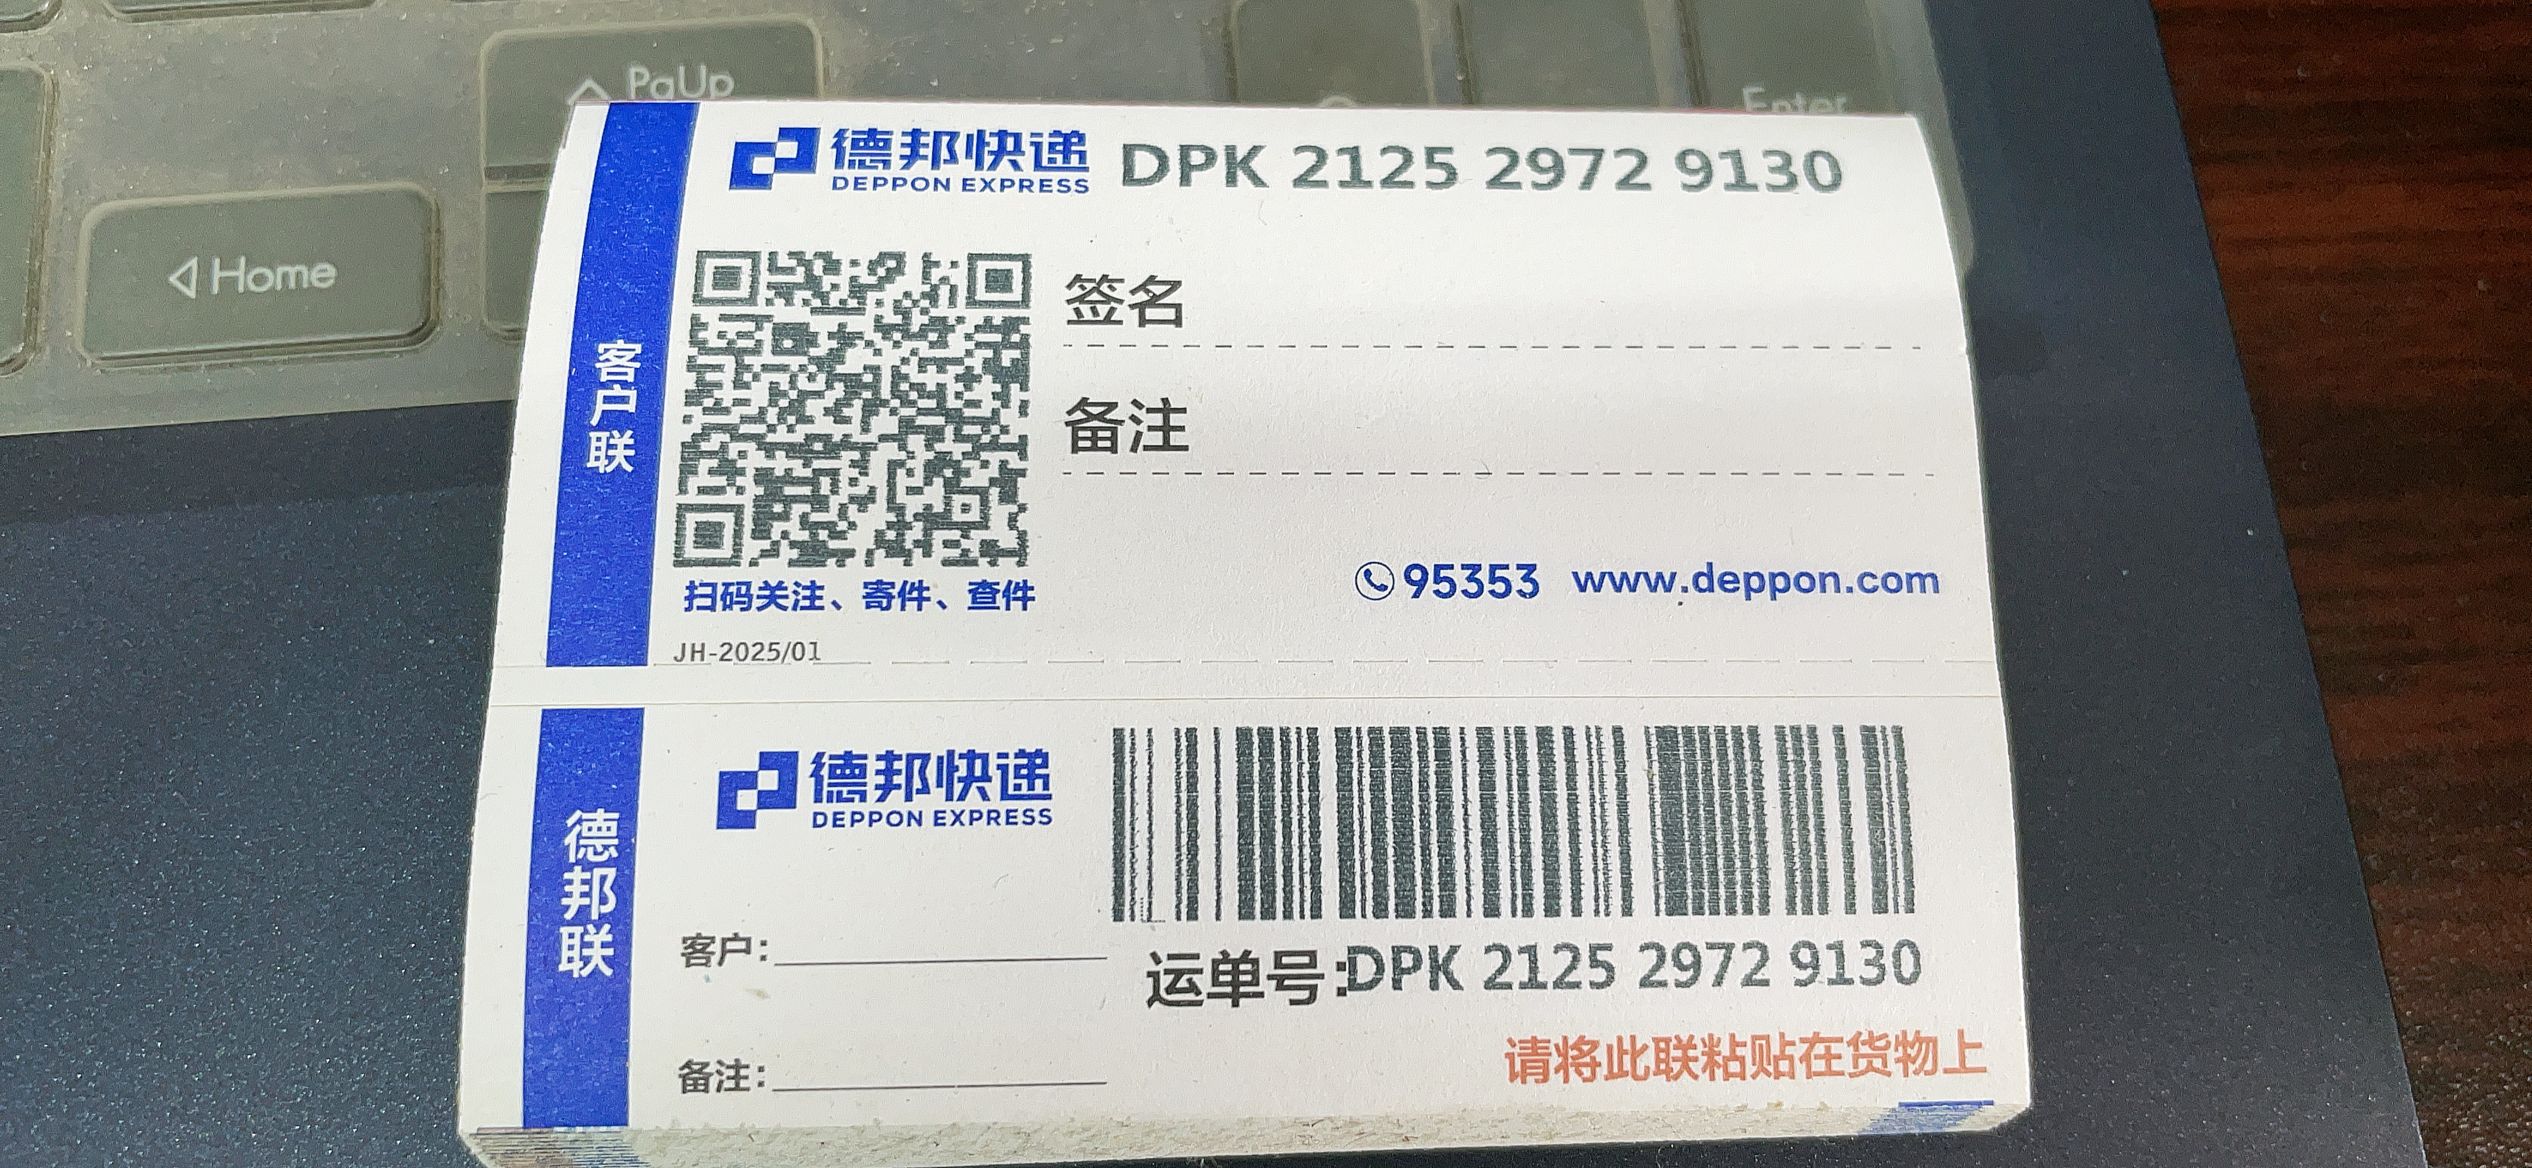 PgUp
Home
Enter
德邦快递 DPK 2125 2972 9130
DEPPON EXPRESS
客户联
签名
备注
95353 www.deppon.com
扫码关注、寄件、查件
JH-2025/01
德邦联
德邦快递
DEPPON EXPRESS
客户:
运单号:DPK 2125 2972 9130
备注:
请将此联粘贴在货物上